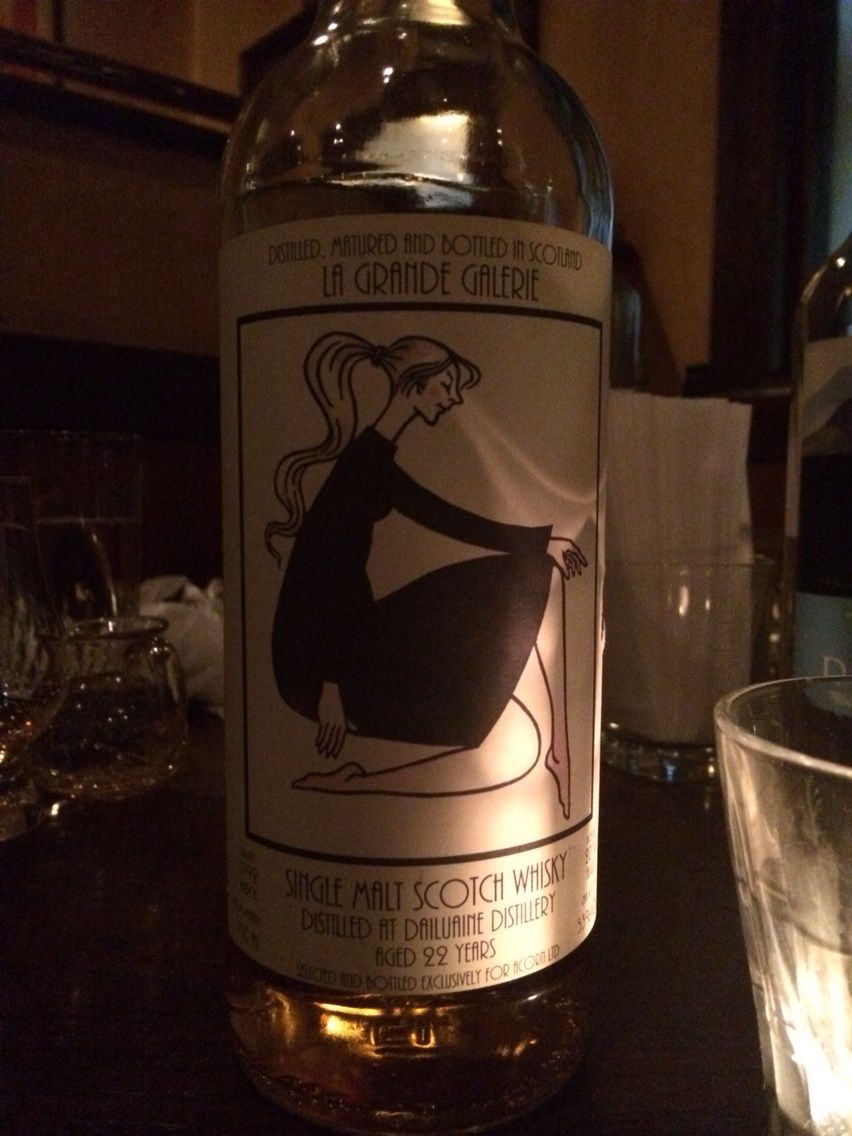 DISTILLED, MATURED AND BOTTLED IN SCOTLAND
LA GRANDE GALERIE
SINGLE MALT SCOTCH WHISKY
DISTILLED AT DAILUAINE DISTILLERY
AGED 22 YEARS
SELECTED AND BOTTLED EXCLUSIVELY FOR ACORN LTD